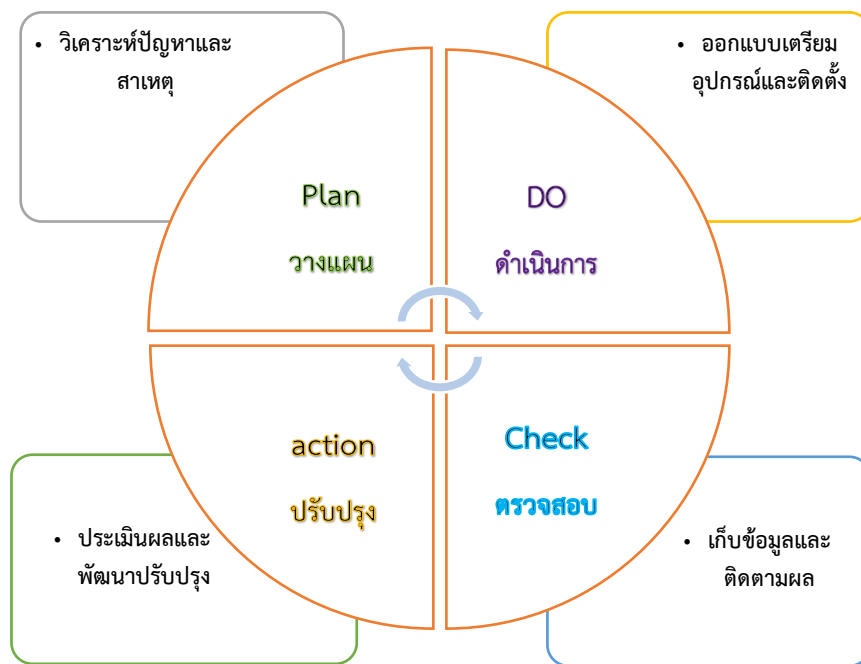 • วิเคราะห์ปัญหาและ
สาเหตุ
• ออกแบบเตรียม
อุปกรณ์และติดตั้ง
Plan
วางแผน
DO
ดำเนินการ
action
ปรับปรุง
Check
ตรวจสอบ
• ประเมินผลและ
พัฒนาปรับปรุง
• เก็บข้อมูลและ
ติดตามผล